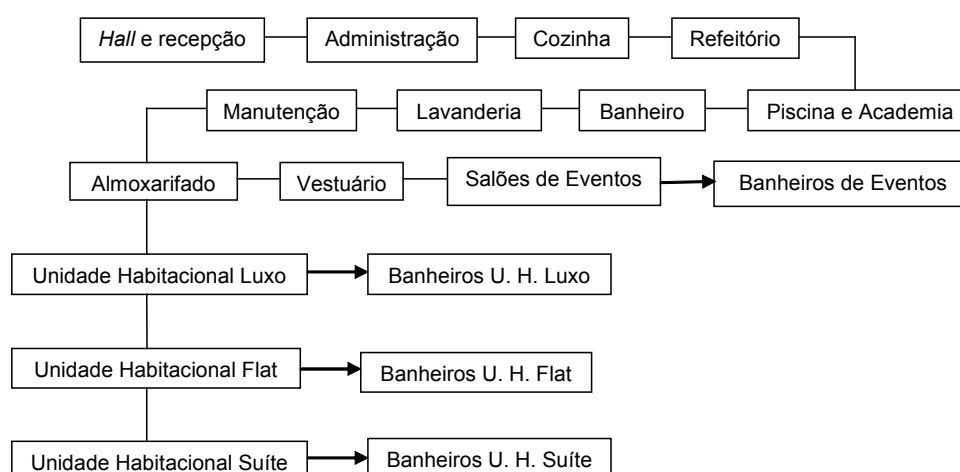 Hall e recepção
Administração
Cozinha
Refeitório
Manutenção
Lavanderia
Banheiro
Piscina e Academia
Almoxarifado
Vestuário
Salões de Eventos
Banheiros de Eventos
Unidade Habitacional Luxo
Banheiros U. H. Luxo
Unidade Habitacional Flat
Banheiros U. H. Flat
Unidade Habitacional Suíte
Banheiros U. H. Suíte